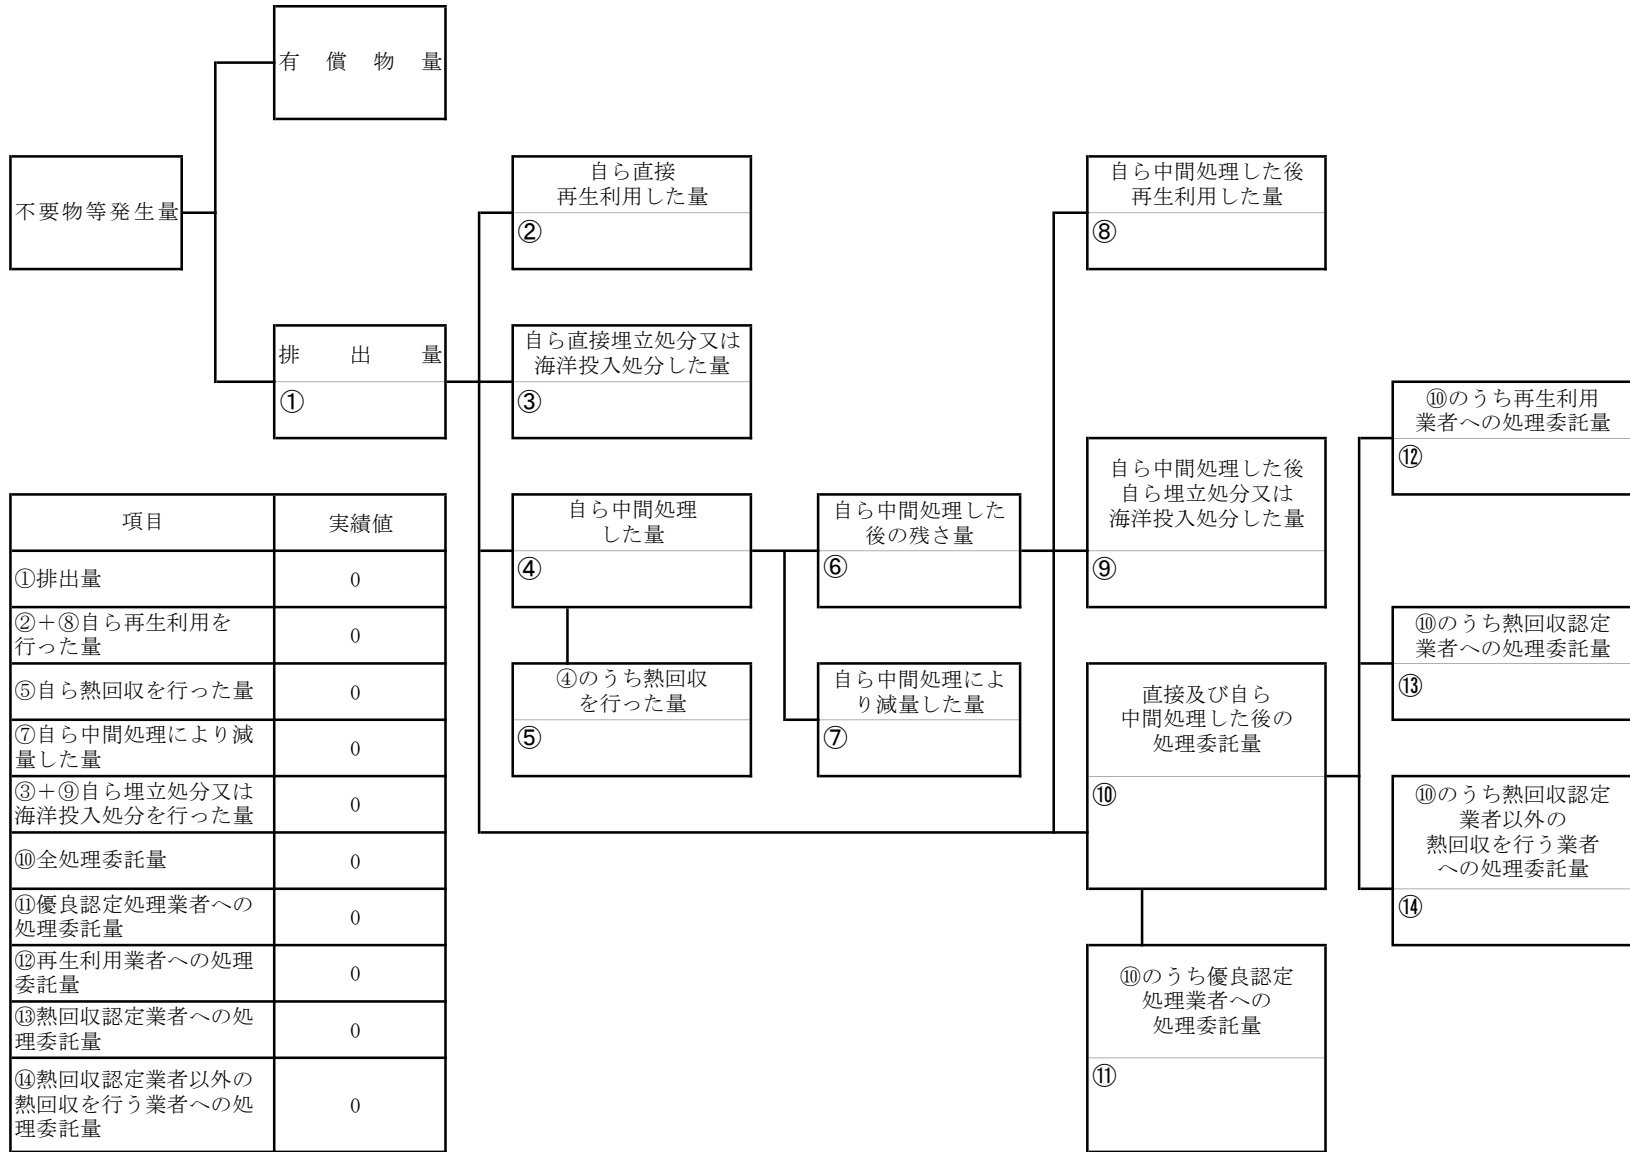 有償物量
不要物等発生量
排出量
①
自ら直接
再生利用した量
②
自ら直接埋立処分又は
海洋投入処分した量
③
自ら中間処理
した量
④
④のうち熱回収
を行った量
⑤
自ら中間処理した
後の残さ量
⑥
自ら中間処理によ
り減量した量
⑦
自ら中間処理した後
再生利用した量
⑧
自ら中間処理した後
自ら埋立処分又は
海洋投入処分した量
⑨
直接及び自ら
中間処理した後の
処理委託量
⑩
⑩のうち優良認定
処理業者への
処理委託量
⑪
⑩のうち再生利用
業者への処理委託量
⑫
⑩のうち熱回収認定
業者への処理委託量
⑬
⑩のうち熱回収認定
業者以外の
熱回収を行う業者
への処理委託量
⑭
項目 実績値
①排出量 0
②+⑧自ら再生利用を
行った量 0
⑤自ら熱回収を行った量 0
⑦自ら中間処理により減
量した量 0
③+⑨自ら埋立処分又は
海洋投入処分を行った量 0
⑩全処理委託量 0
⑪優良認定処理業者への
処理委託量 0
⑫再生利用業者への処理
委託量 0
⑬熱回収認定業者への処
理委託量 0
⑭熱回収認定業者以外の
熱回収を行う業者への処
理委託量 0